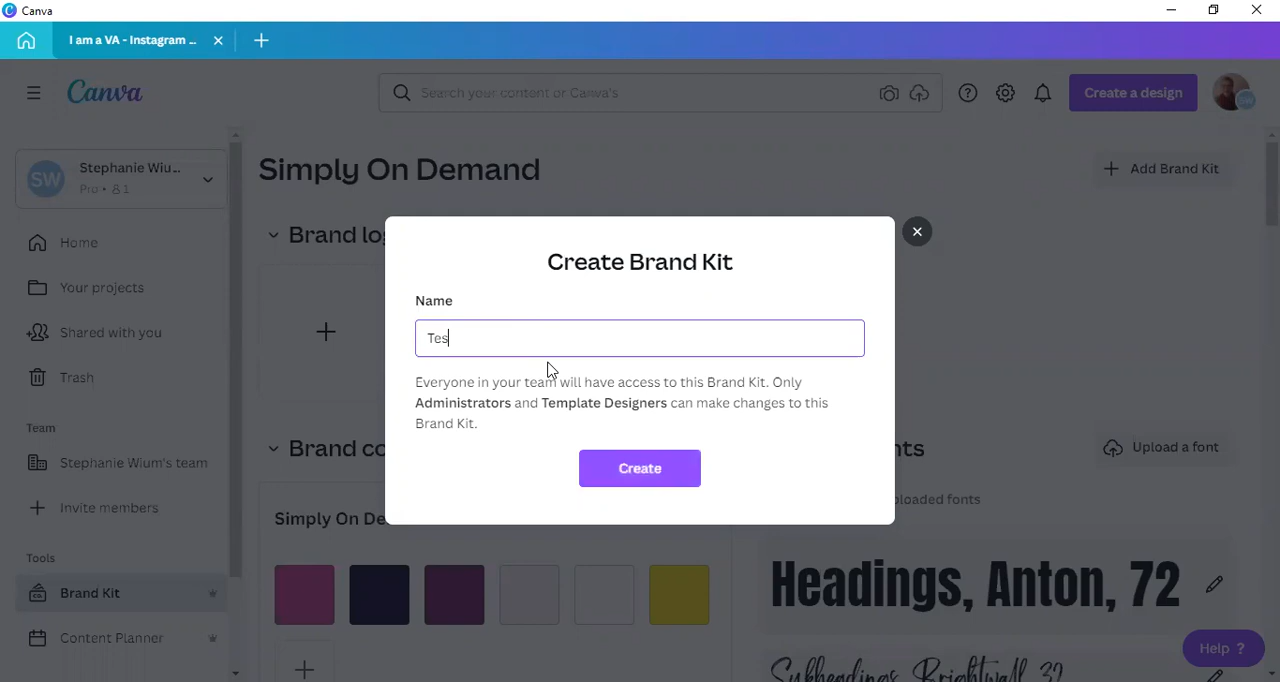 Canva
I am a VA - Instagram ...
Canva
Search your content or Canva's
Create a design
SW
Stephanie Wiu...
Pro • 1
Home
Your projects
Shared with you
Trash
Team
Stephanie Wium's team
Invite members
Tools
Brand Kit
Content Planner
Simply On Demand
Add Brand Kit
Brand log
Create Brand Kit
Name
Tes
Everyone in your team will have access to this Brand Kit. Only
Administrators and Template Designers can make changes to this
Brand Kit.
Create
Brand co
Simply On De
nts
Upload a font
ploaded fonts
Headings, Anton, 72
Subheadings, Brightwall, 32
Help ?